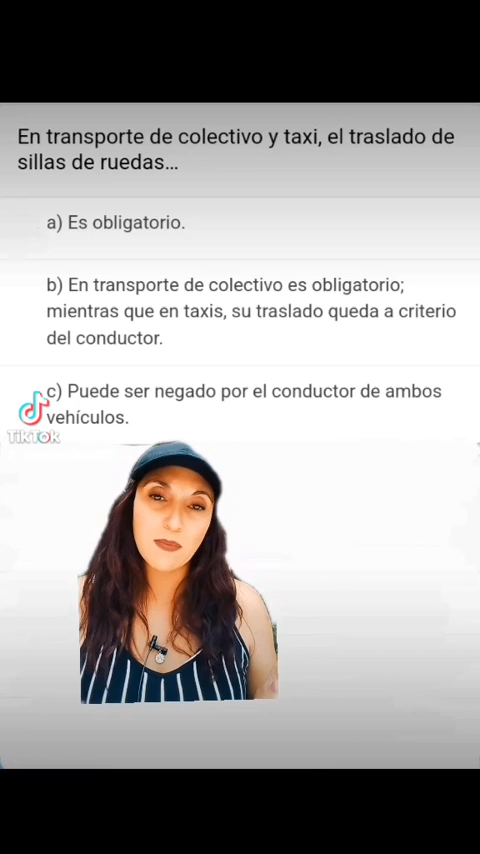 En transporte de colectivo y taxi, el traslado de
sillas de ruedas...
a) Es obligatorio.
b) En transporte de colectivo es obligatorio;
mientras que en taxis, su traslado queda a criterio
del conductor.
c) Puede ser negado por el conductor de ambos
vehículos.
TikTok